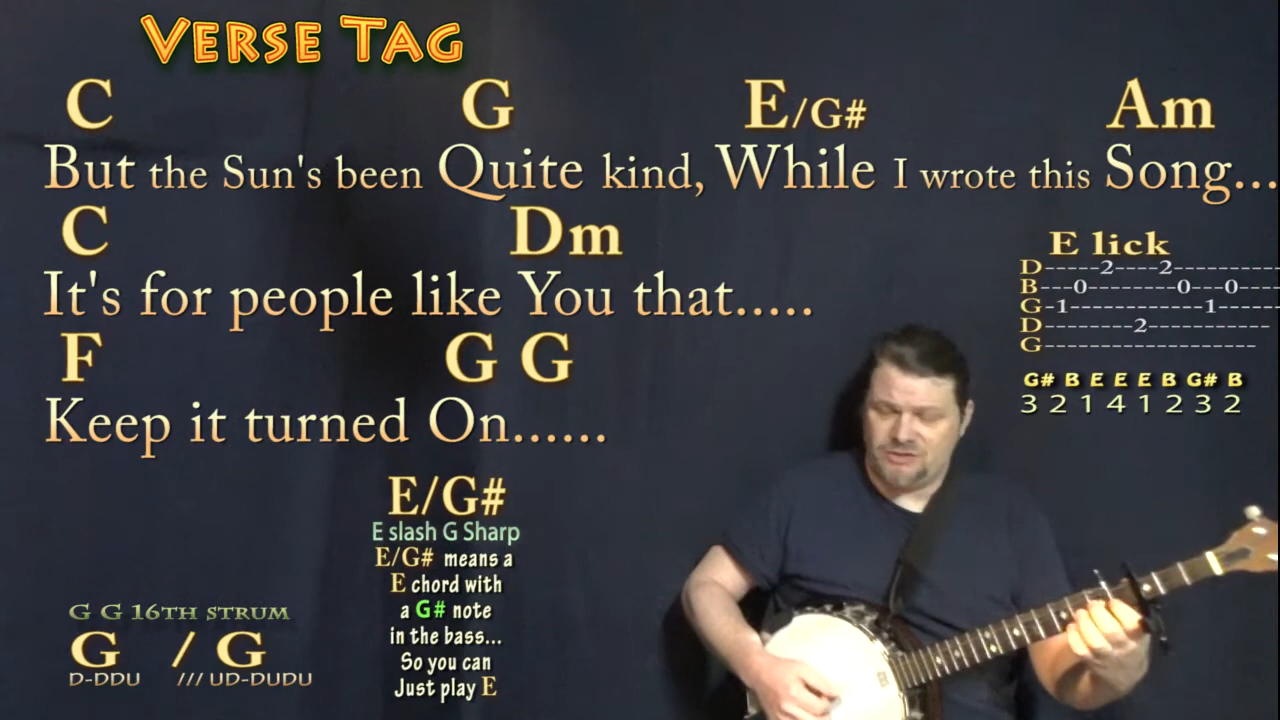 VERSE TAG
C G E/G# Am
But the Sun's been Quite kind, While I wrote this Song...
C Dm
It's for people like You that.....
F G G
Keep it turned On......
E lick
D-----2----2----------
B---0--------0---0---
G-1------------1------
D--------2-----------
G------------------
G# B E E E B G# B
3 2 1 4 1 2 3 2
E/G#
E slash G Sharp
E/G# means a
E chord with
a G# note
in the bass...
So you can
Just play E
G G 16TH STRUM
G / G
D-DDU /// UD-DUDU